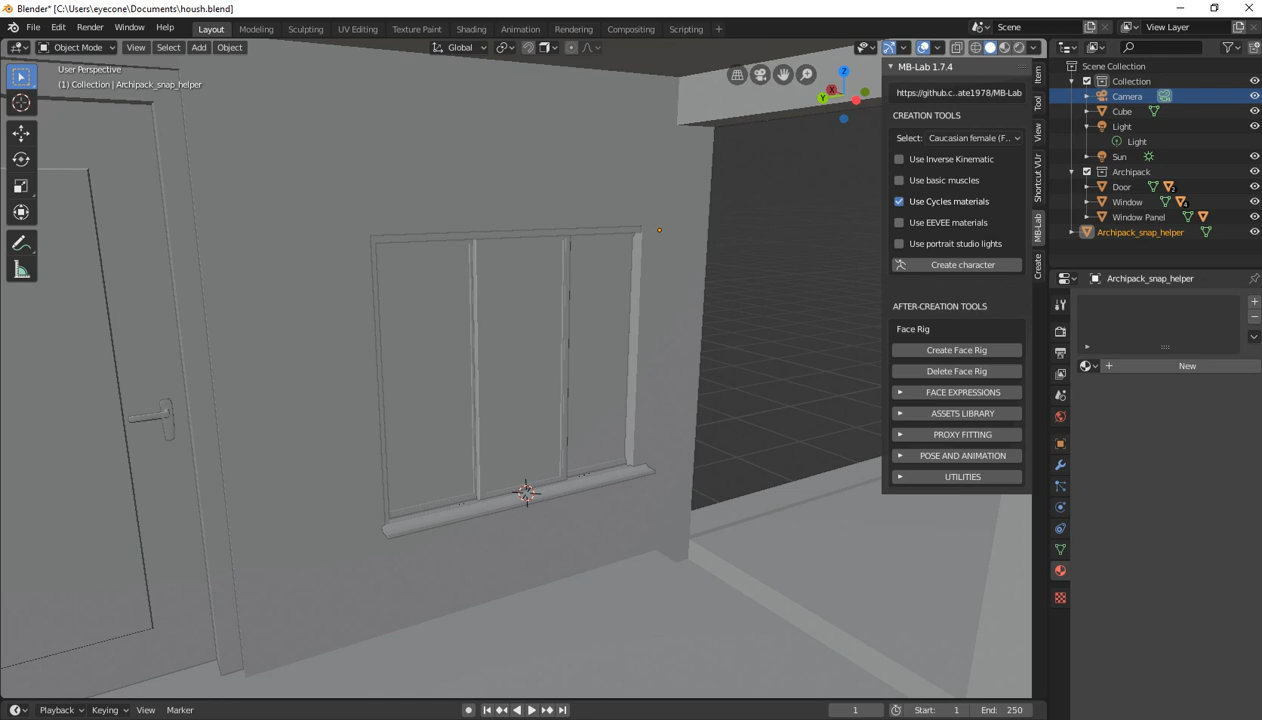 Blender* [C:\Users\eyecone\Documents\housh.blend]
File Edit Render Window Help Layout Modeling Sculpting UV Editing Texture Paint Shading Animation Rendering Compositing Scripting + Scene View Layer
Object Mode View Select Add Object Global
User Perspective
(1) Collection | Archipack_snap_helper
Z
X
Y
MB-Lab 1.7.4
https://github.c..ate1978/MB-Lab
CREATION TOOLS
Select: Caucasian female (F..
Use Inverse Kinematic
Use basic muscles
Use Cycles materials
Use EEVEE materials
Use portrait studio lights
Create character
AFTER-CREATION TOOLS
Face Rig
Create Face Rig
Delete Face Rig
FACE EXPRESSIONS
ASSETS LIBRARY
PROXY FITTING
POSE AND ANIMATION
UTILITIES
Item
Tool
View
Shortcut VUr
MB-Lab
Create
Scene Collection
Collection
Camera
Cube
Light
Light
Sun
Archipack
Door 2
Window 4
Window Panel
Archipack_snap_helper
Archipack_snap_helper
New
Playback Keying View Marker 1 Start: 1 End: 250